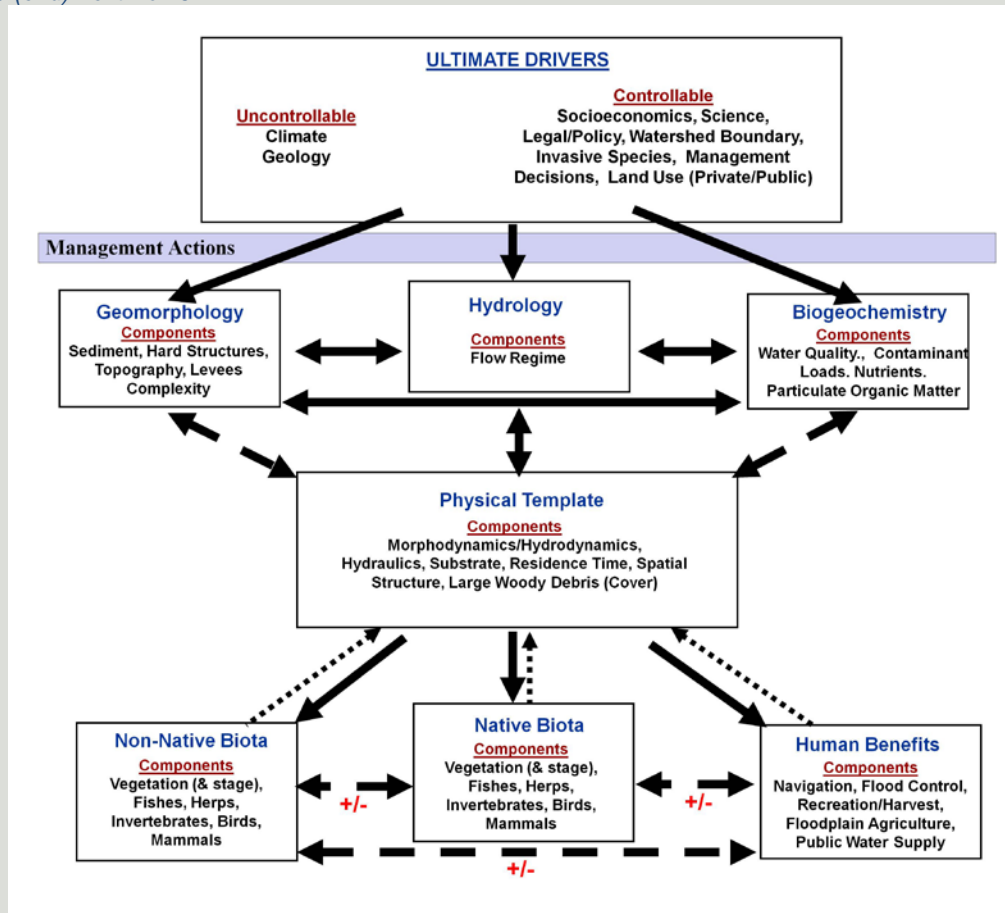 ULTIMATE DRIVERS
Uncontrollable
Climate
Geology
Controllable
Socioeconomics, Science,
Legal/Policy, Watershed Boundary,
Invasive Species, Management
Decisions, Land Use (Private/Public)
Management Actions
Geomorphology
Components
Sediment, Hard Structures,
Topography, Levees
Complexity
Hydrology
Components
Flow Regime
Biogeochemistry
Components
Water Quality., Contaminant
Loads. Nutrients.
Particulate Organic Matter
Physical Template
Components
Morphodynamics/Hydrodynamics,
Hydraulics, Substrate, Residence Time, Spatial
Structure, Large Woody Debris (Cover)
Non-Native Biota
Components
Vegetation (& stage),
Fishes, Herps,
Invertebrates, Birds,
Mammals
+/-
Native Biota
Components
Vegetation (& stage),
Fishes, Herps,
Invertebrates, Birds,
Mammals
+/-
Human Benefits
Components
Navigation, Flood Control,
Recreation/Harvest,
Floodplain Agriculture,
Public Water Supply
+/-